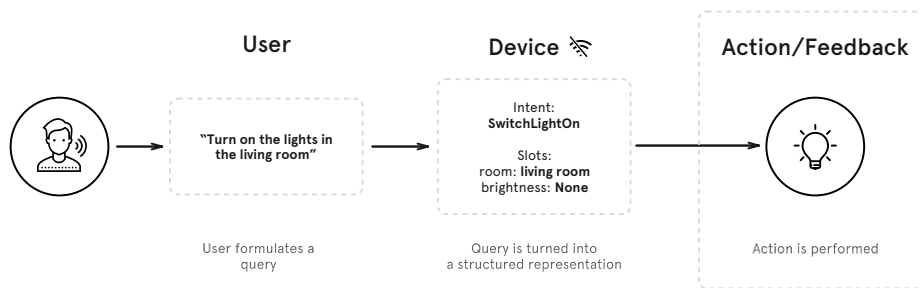 User
Device
Action/Feedback
“Turn on the lights in
the living room”
Intent:
SwitchLightOn
Slots:
room: living room
brightness: None
User formulates a
query
Query is turned into
a structured representation
Action is performed